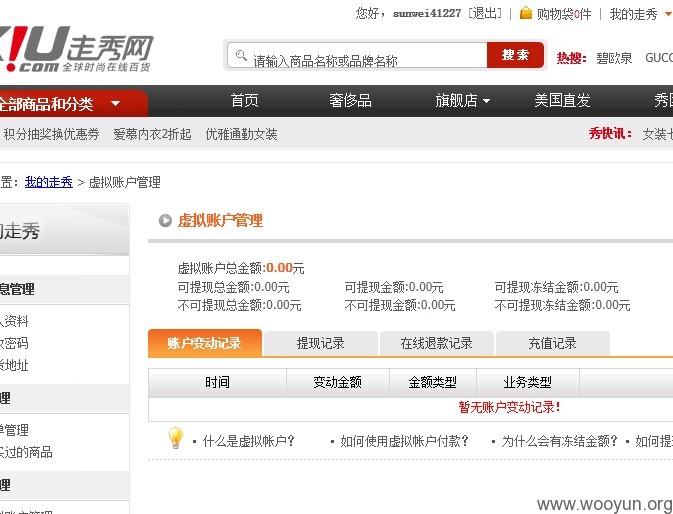 您好，sunwei41227 [退出] | 购物袋0件 | 我的走秀
X!U走秀网
.COM全球时尚在线百货
请输入商品名称或品牌名称
搜 索
热搜： 碧欧泉 GUCC
全部商品和分类
首页 奢侈品 旗舰店 美国直发 秀
积分抽奖换优惠券 爱慕内衣2折起 优雅通勤女装
秀快讯： 女装
置：我的走秀 > 虚拟账户管理
的走秀
虚拟账户管理
虚拟账户总金额:0.00元
可提现总金额:0.00元 可提现金额:0.00元 可提现冻结金额:0.00元
不可提现总金额:0.00元 不可提现金额:0.00元 不可提现冻结金额:0.00元
息管理
人资料
密码
地址
理
单管理
买过的商品
理
账户管理
账户变动记录 提现记录 在线退款记录 充值记录
时间 变动金额 金额类型 业务类型
暂无账户变动记录！
• 什么是虚拟帐户？ • 如何使用虚拟帐户付款？ • 为什么会有冻结金额？ • 如何提
www.wooyun.org